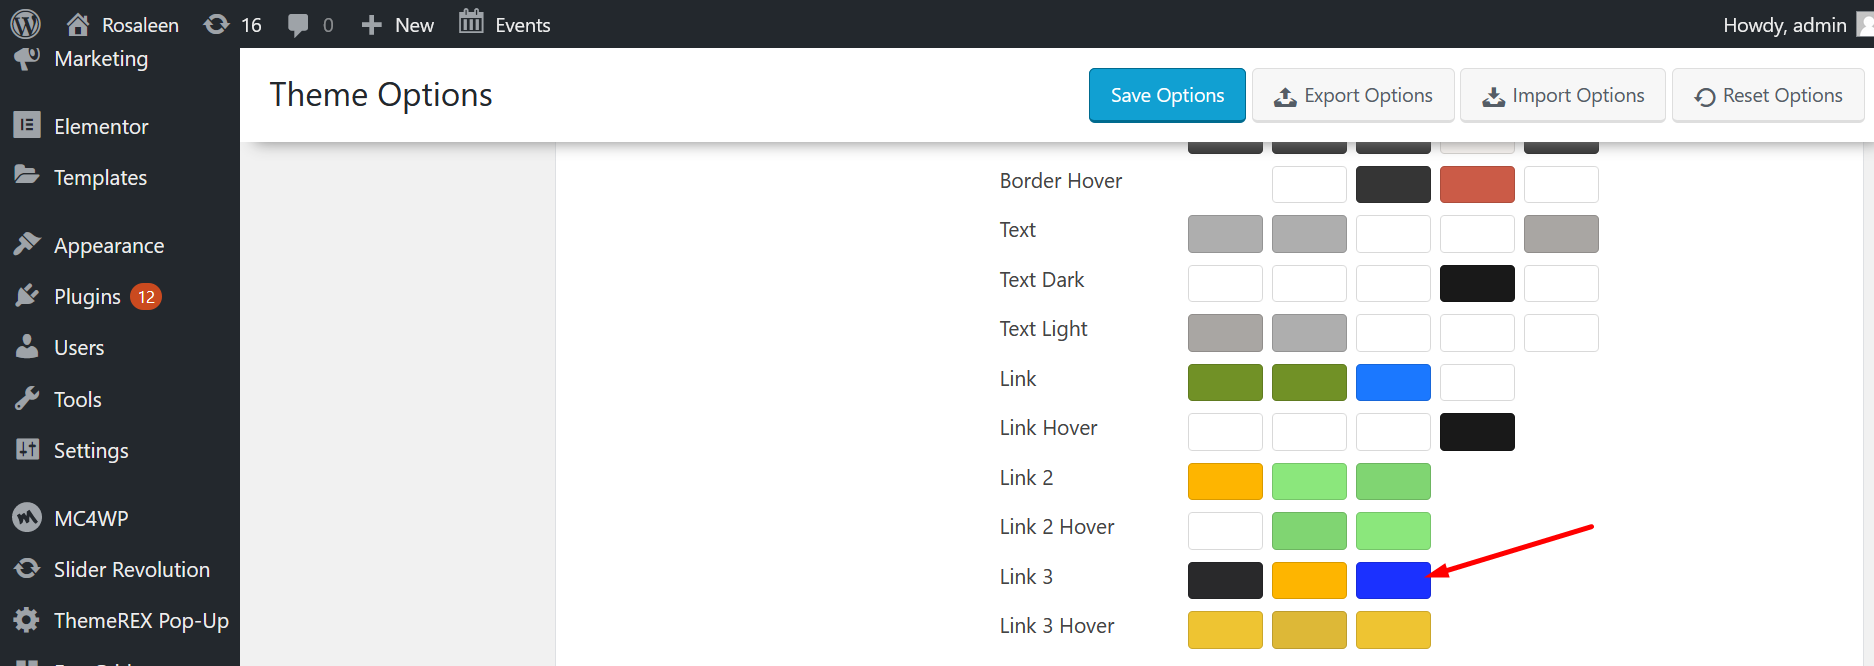 Rosaleen 16 0 New Events Howdy, admin
Marketing
Theme Options
Save Options Export Options Import Options Reset Options
Elementor
Templates
Appearance
Plugins 12
Users
Tools
Settings
MC4WP
Slider Revolution
ThemeREX Pop-Up
Border Hover
Text
Text Dark
Text Light
Link
Link Hover
Link 2
Link 2 Hover
Link 3
Link 3 Hover